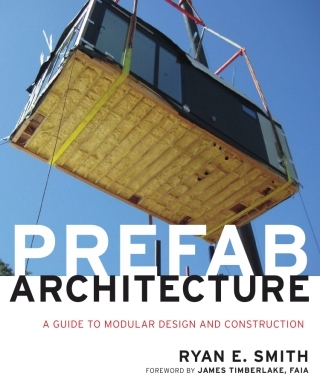 PREFAB
ARCHITECTURE
A GUIDE TO MODULAR DESIGN AND CONSTRUCTION
RYAN E. SMITH
FOREWORD BY JAMES TIMBERLAKE, FAIA